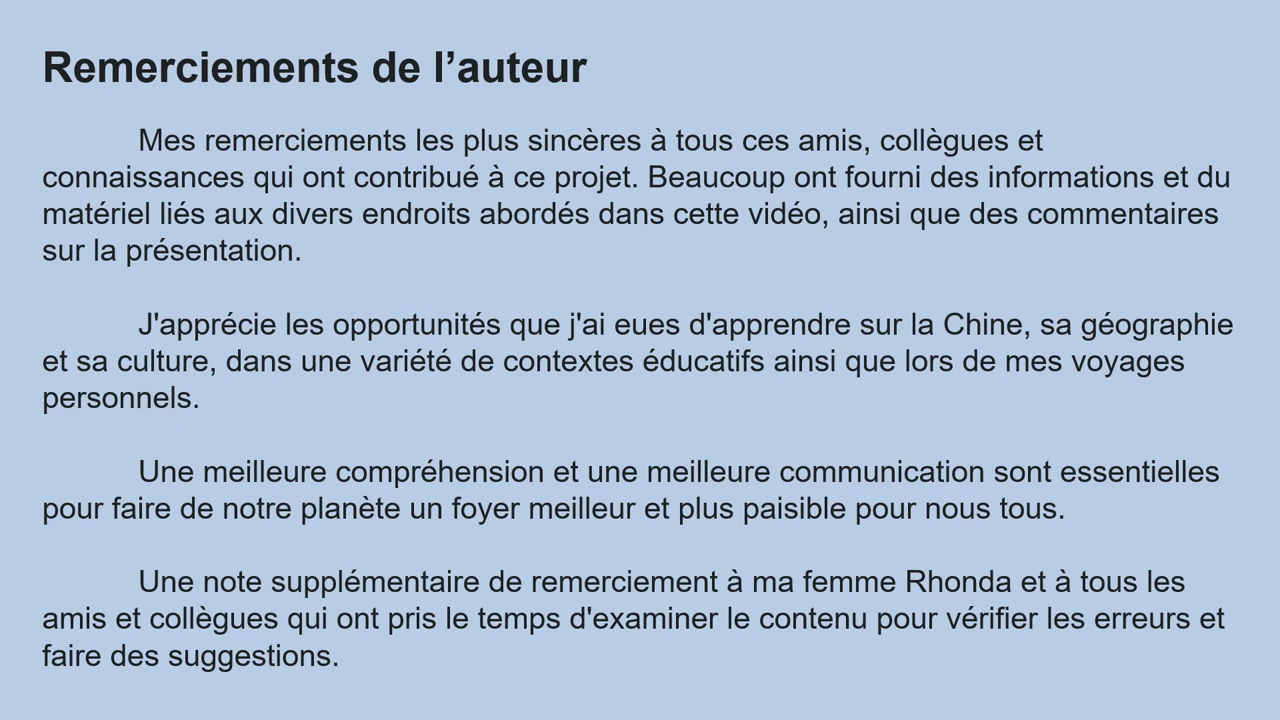 Remerciements de l’auteur
Mes remerciements les plus sincères à tous ces amis, collègues et
connaissances qui ont contribué à ce projet. Beaucoup ont fourni des informations et du
matériel liés aux divers endroits abordés dans cette vidéo, ainsi que des commentaires
sur la présentation.
J'apprécie les opportunités que j'ai eues d'apprendre sur la Chine, sa géographie
et sa culture, dans une variété de contextes éducatifs ainsi que lors de mes voyages
personnels.
Une meilleure compréhension et une meilleure communication sont essentielles
pour faire de notre planète un foyer meilleur et plus paisible pour nous tous.
Une note supplémentaire de remerciement à ma femme Rhonda et à tous les
amis et collègues qui ont pris le temps d'examiner le contenu pour vérifier les erreurs et
faire des suggestions.